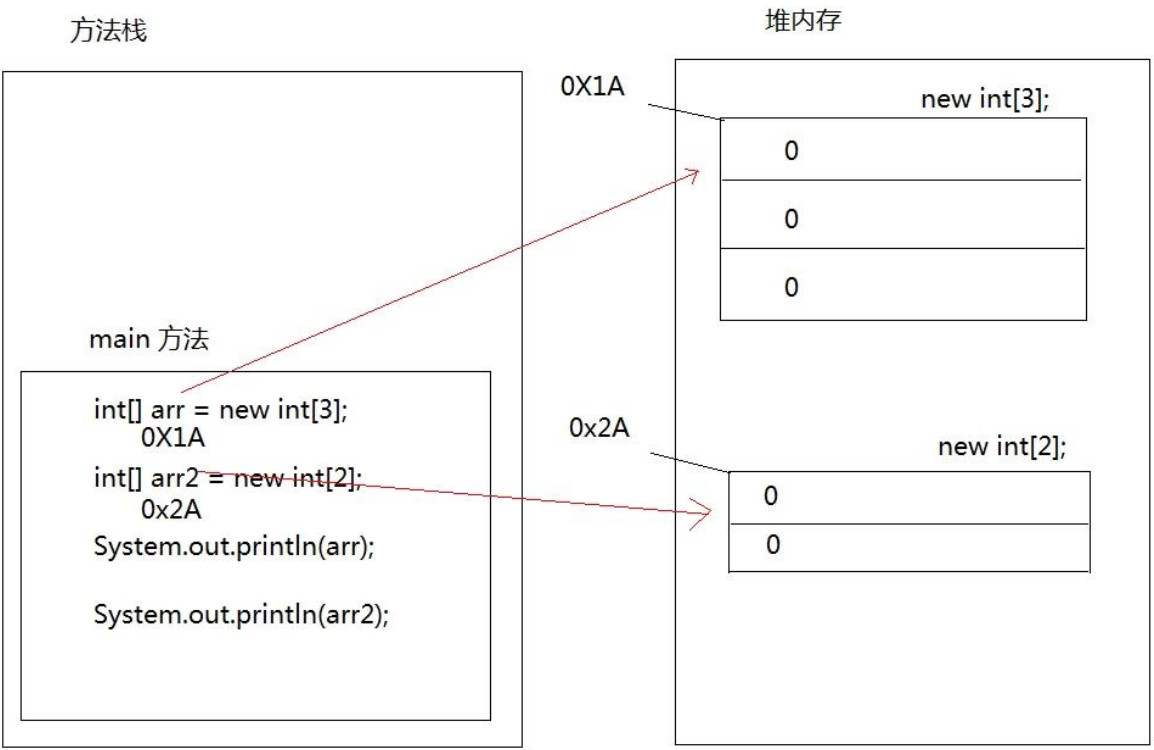 方法栈
堆内存
0X1A
new int[3];
0
0
0
main 方法
int[] arr = new int[3];
0X1A
int[] arr2 = new int[2];
0x2A
System.out.println(arr);
System.out.println(arr2);
0x2A
new int[2];
0
0